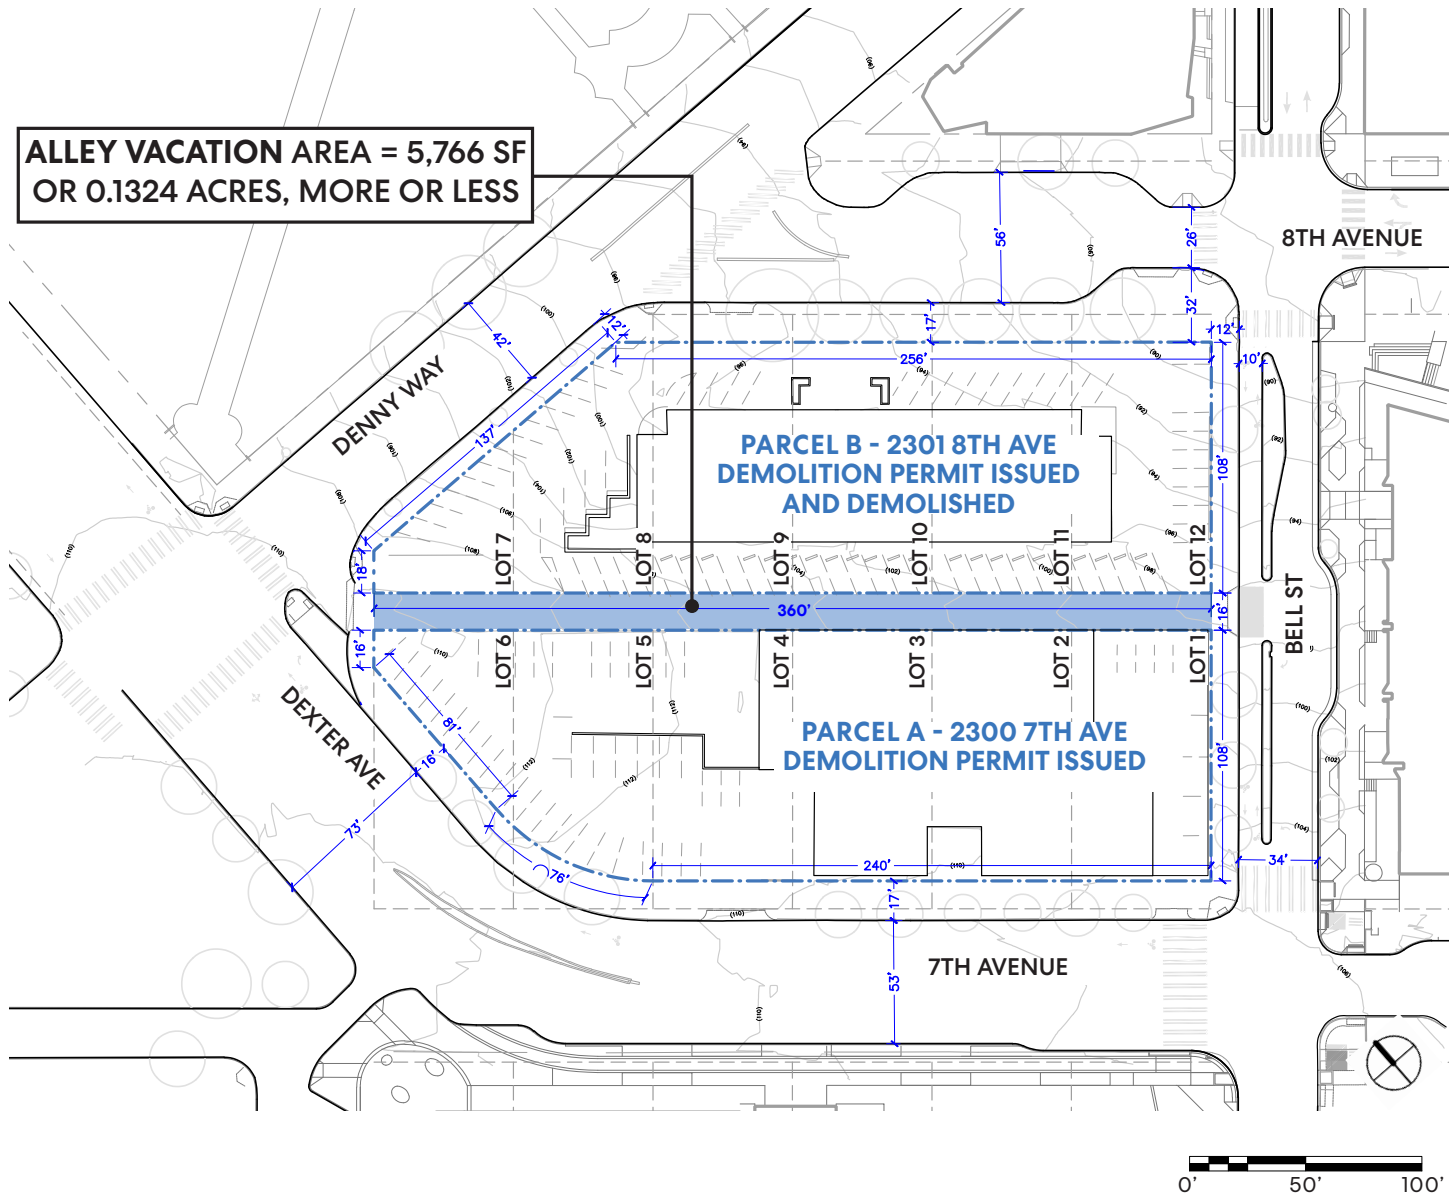 ALLEY VACATION AREA = 5,766 SF
OR 0.1324 ACRES, MORE OR LESS
8TH AVENUE
56'
26'
32'
17'
12'
12'
10'
42'
256'
DENNY WAY
137'
PARCEL B - 2301 8TH AVE
DEMOLITION PERMIT ISSUED
AND DEMOLISHED
108'
LOT 7
LOT 8
LOT 9
LOT 10
LOT 11
LOT 12
18'
360'
16'
BELL ST
16'
LOT 6
LOT 5
LOT 4
LOT 3
LOT 2
LOT 1
DEXTER AVE
81'
16'
73'
PARCEL A - 2300 7TH AVE
DEMOLITION PERMIT ISSUED
108'
240'
34'
76'
17'
7TH AVENUE
53'
0' 50' 100'